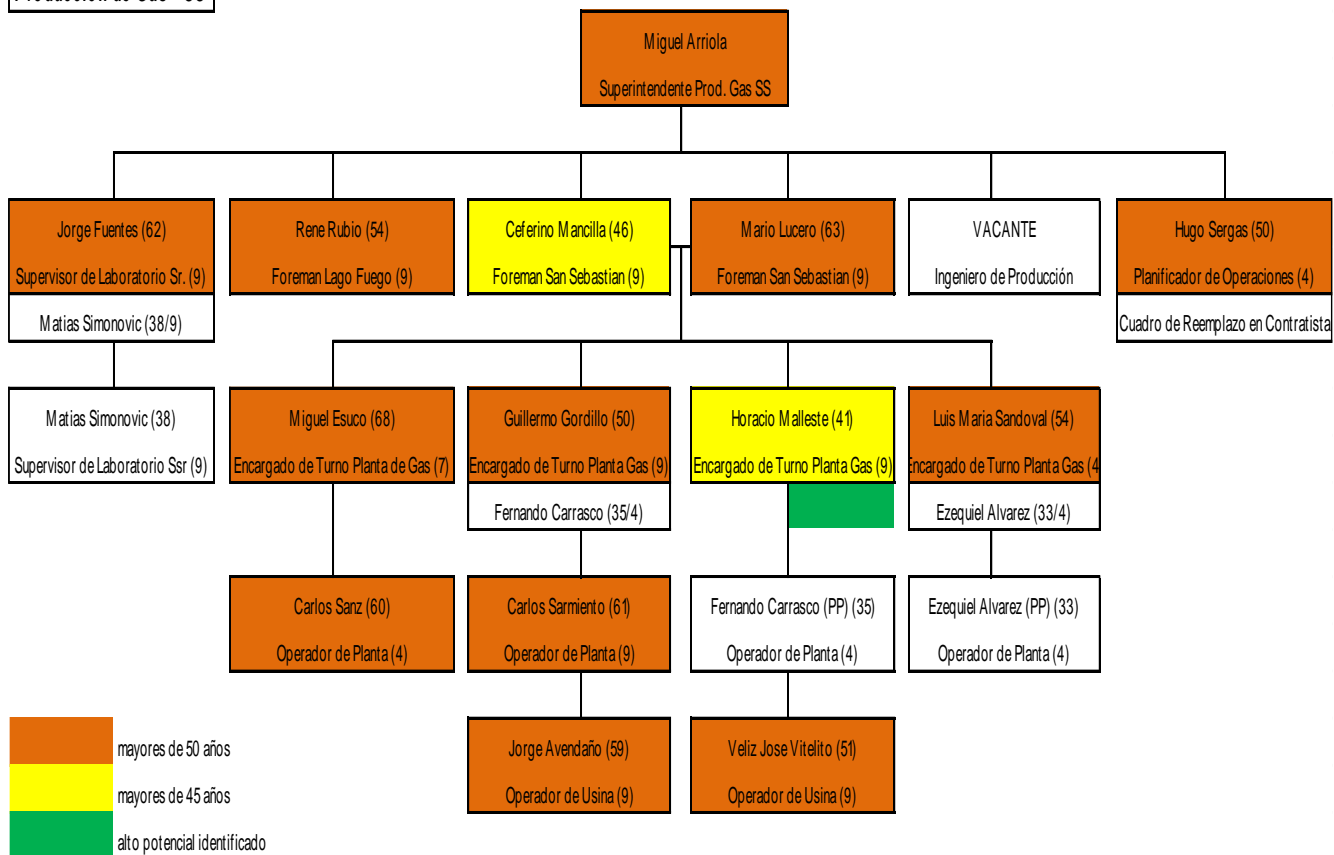 Miguel Arriola
Superintendente Prod. Gas SS
Jorge Fuentes (62)
Supervisor de Laboratorio Sr. (9)
Matias Simonovic (38/9)
Rene Rubio (54)
Foreman Lago Fuego (9)
Ceferino Mancilla (46)
Foreman San Sebastian (9)
Mario Lucero (63)
Foreman San Sebastian (9)
VACANTE
Ingeniero de Producción
Hugo Sergas (50)
Planificador de Operaciones (4)
Cuadro de Reemplazo en Contratista
Matias Simonovic (38)
Supervisor de Laboratorio Ssr (9)
Miguel Esuco (68)
Encargado de Turno Planta de Gas (7)
Guillermo Gordillo (50)
Encargado de Turno Planta Gas (9)
Fernando Carrasco (35/4)
Horacio Malleste (41)
Encargado de Turno Planta Gas (9)
Luis Maria Sandoval (54)
Encargado de Turno Planta Gas (4
Ezequiel Alvarez (33/4)
Carlos Sanz (60)
Operador de Planta (4)
Carlos Sarmiento (61)
Operador de Planta (9)
Fernando Carrasco (PP) (35)
Operador de Planta (4)
Ezequiel Alvarez (PP) (33)
Operador de Planta (4)
Jorge Avendaño (59)
Operador de Usina (9)
Veliz Jose Vitelito (51)
Operador de Usina (9)
mayores de 50 años
mayores de 45 años
alto potencial identificado